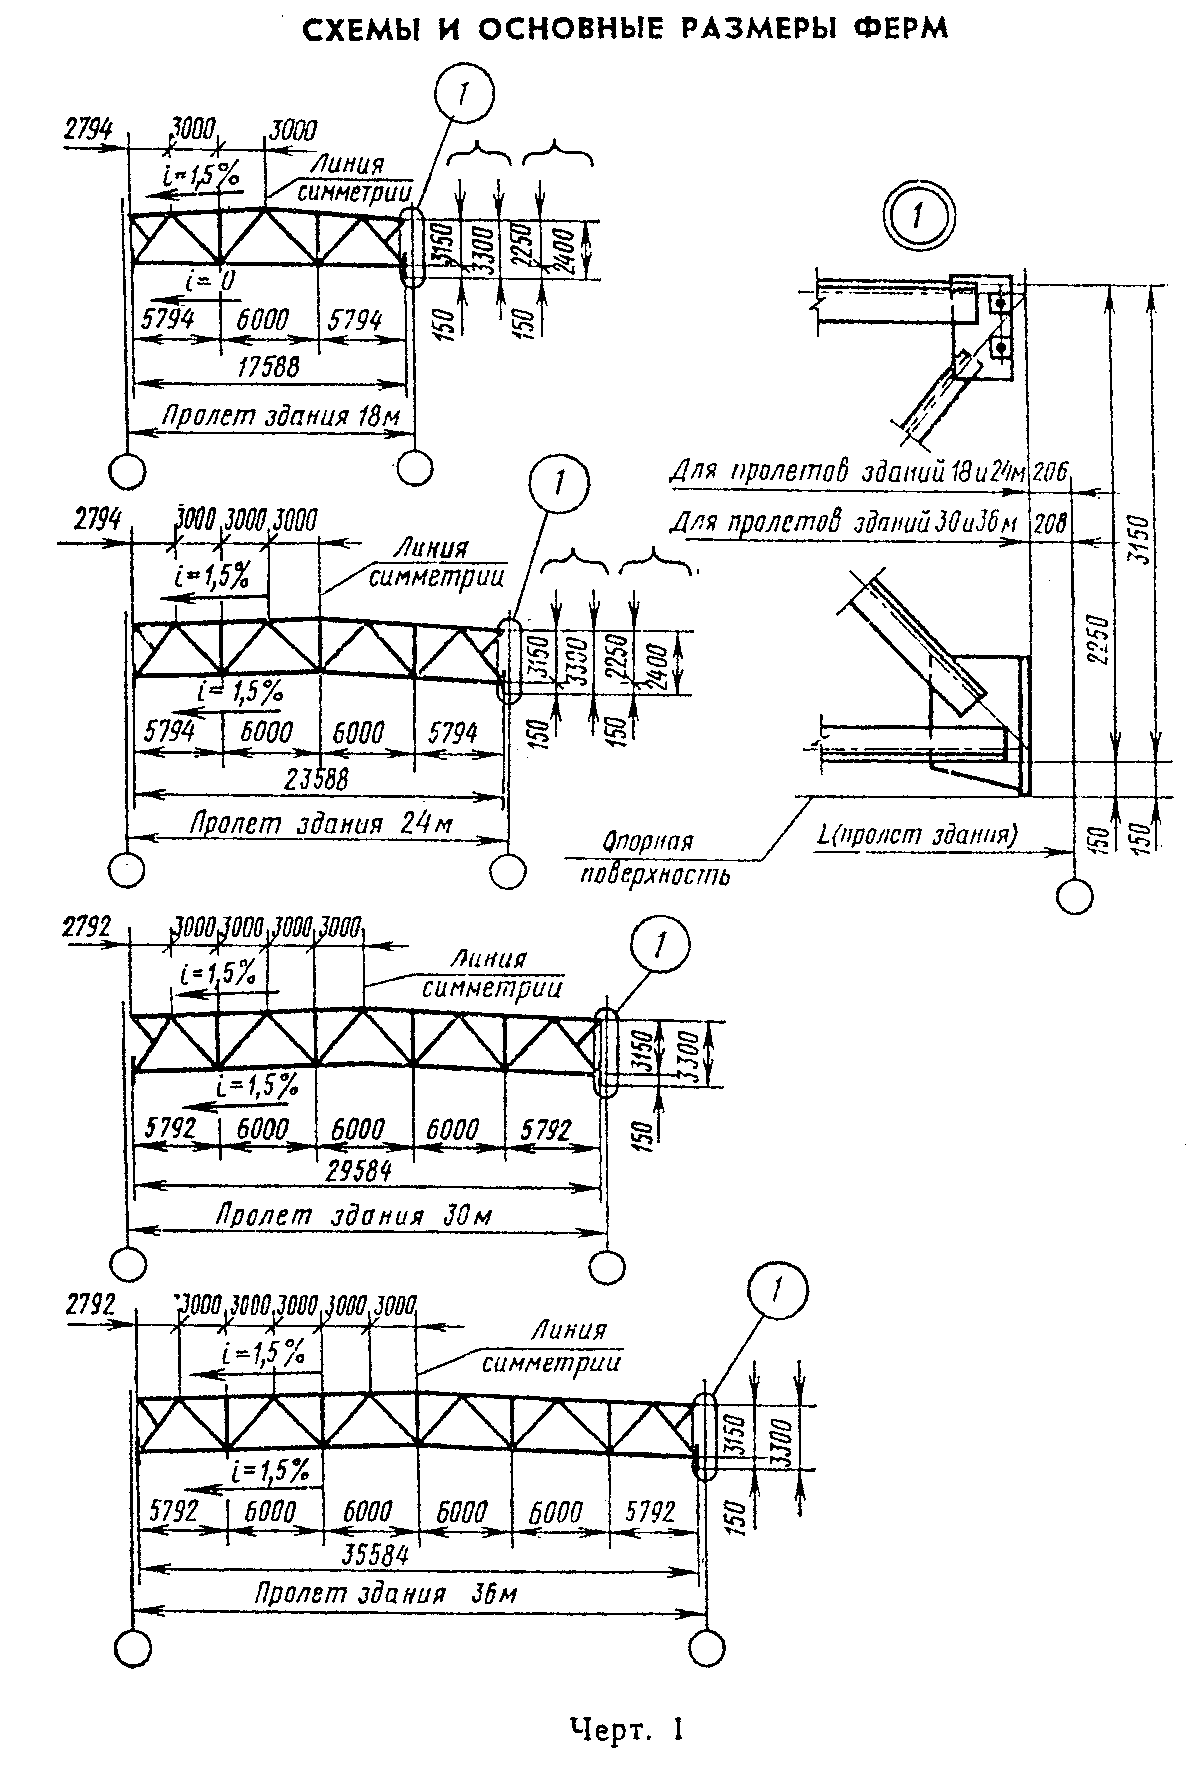 СХЕМЫ И ОСНОВНЫЕ РАЗМЕРЫ ФЕРМ
1
2794 3000 3000
i=1,5%
Линия
симметрии
3150 3300 2250 2400
150 150
i=0
5794 6000 5794
17588
Пролет здания 18м
1
2794 3000 3000 3000
i=1,5%
Линия
симметрии
3150 3300 2250 2400
150 150
i=1,5%
5794 6000 6000 5794
23588
Пролет здания 24м
1
2792 3000 3000 3000 3000
i=1,5%
Линия
симметрии
3150 3300
150
i=1,5%
5792 6000 6000 6000 5792
29584
Пролет здания 30м
1
2792 3000 3000 3000 3000 3000
i=1,5%
Линия
симметрии
3150 3300
150
i=1,5%
5792 6000 6000 6000 6000 5792
35584
Пролет здания 36м
1
Для пролетов зданий 18и24м 206
Для пролетов зданий 30и36м 208
2250 3150
150 150
L(пролет здания)
Опорная
поверхность
Черт. 1